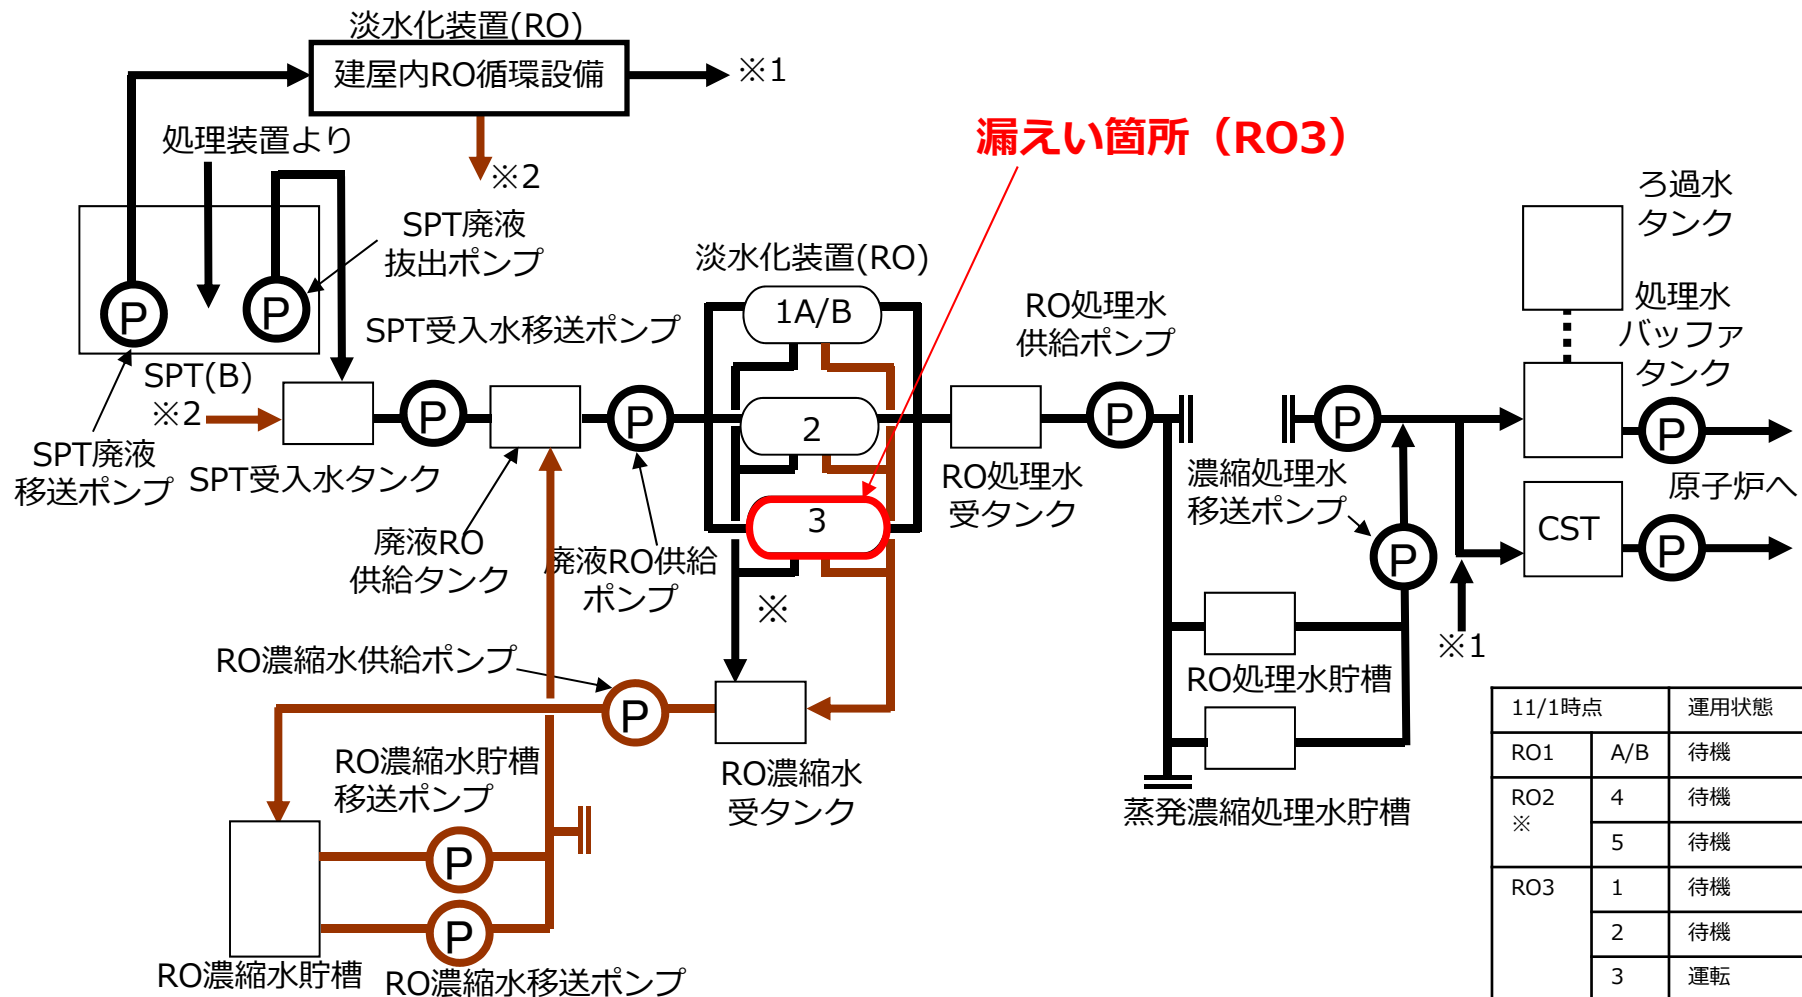 淡水化装置(RO)
建屋内RO循環設備
※1
処理装置より
※2
漏えい箇所（RO3）
SPT廃液
抜出ポンプ
P
P
SPT(B)
※2
SPT廃液
移送ポンプ
SPT受入水移送ポンプ
P
SPT受入水タンク
廃液RO
供給タンク
P
廃液RO供給
ポンプ
淡水化装置(RO)
1A/B
2
3
※
RO処理水
供給ポンプ
P
RO処理水
受タンク
P
濃縮処理水
移送ポンプ
P
ろ過水
タンク
処理水
バッファ
タンク
P
原子炉へ
CST
P
※1
RO処理水貯槽
蒸発濃縮処理水貯槽
RO濃縮水供給ポンプ
P
RO濃縮水
受タンク
RO濃縮水貯槽
移送ポンプ
P
P
RO濃縮水貯槽
RO濃縮水移送ポンプ
11/1時点 運用状態
RO1 A/B 待機
RO2 4 待機
※
5 待機
RO3 1 待機
2 待機
3 運転